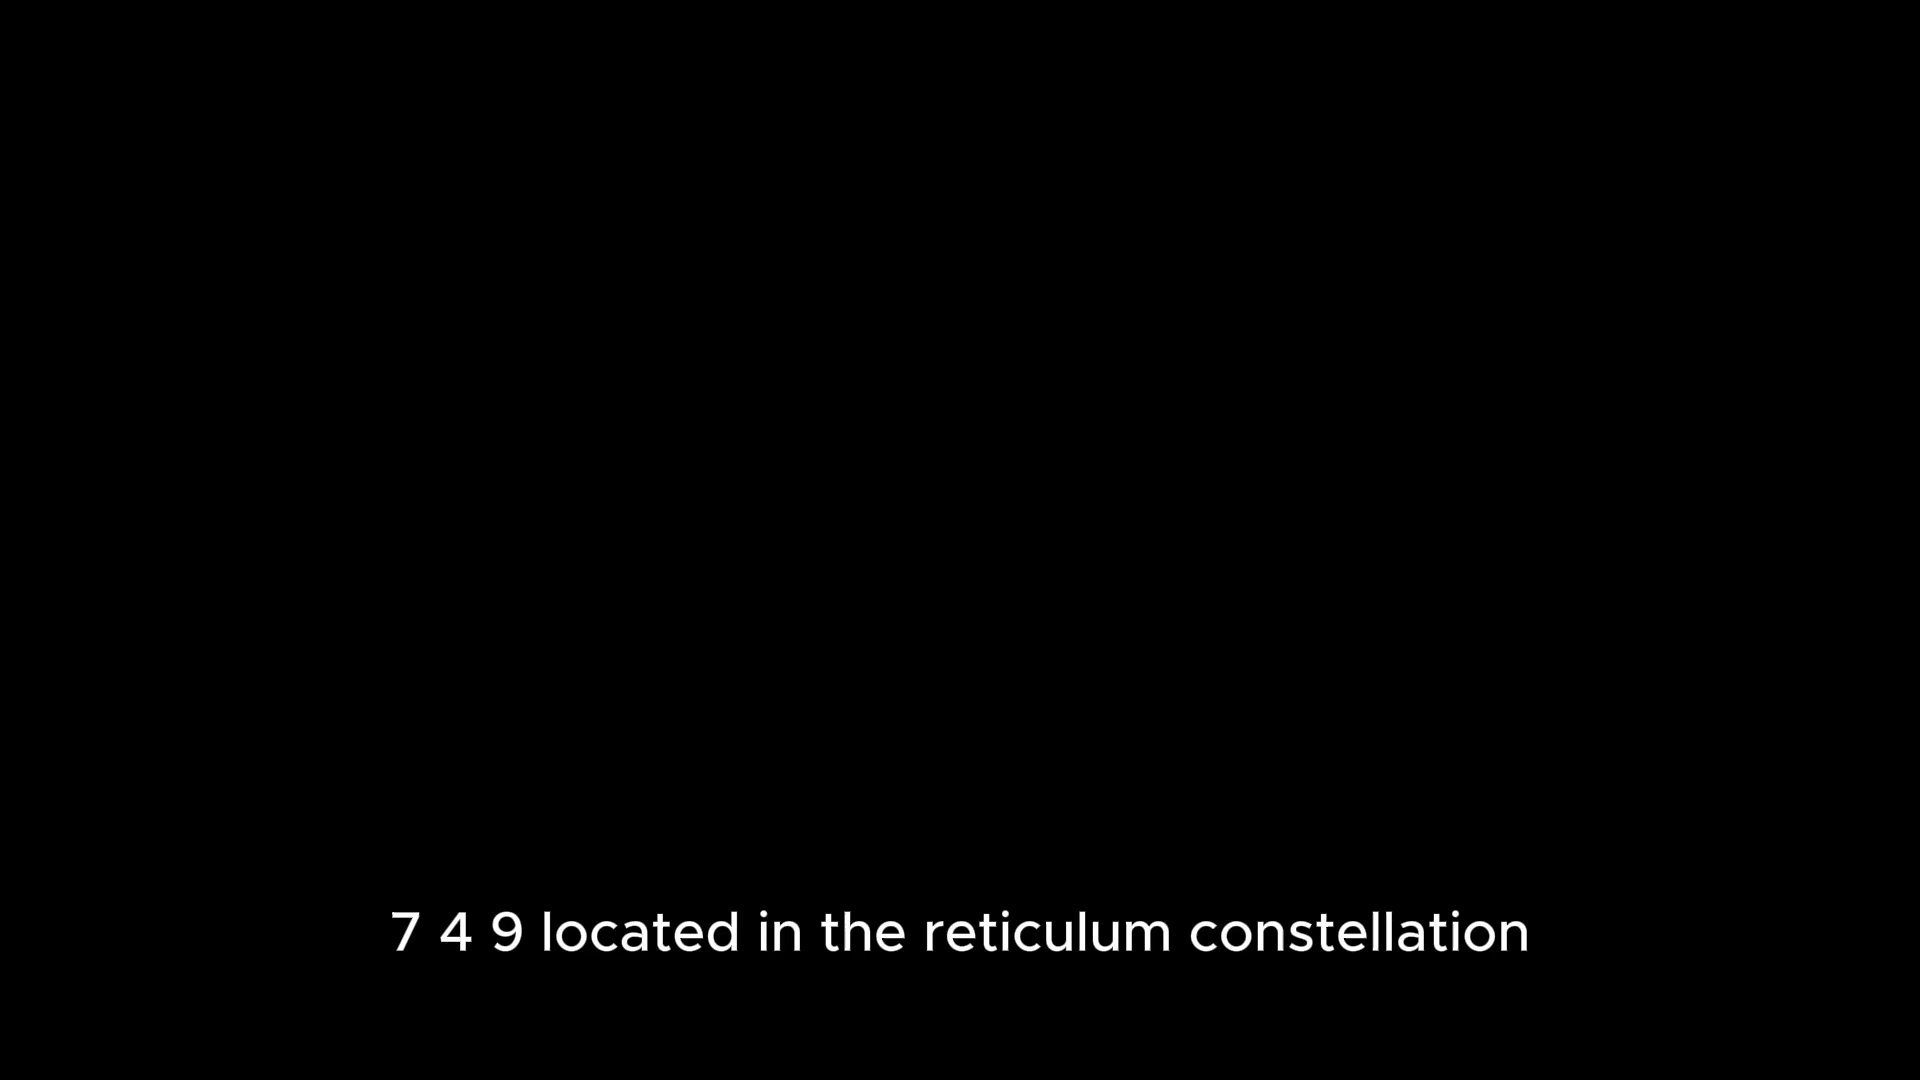 7 4 9 located in the reticulum constellation